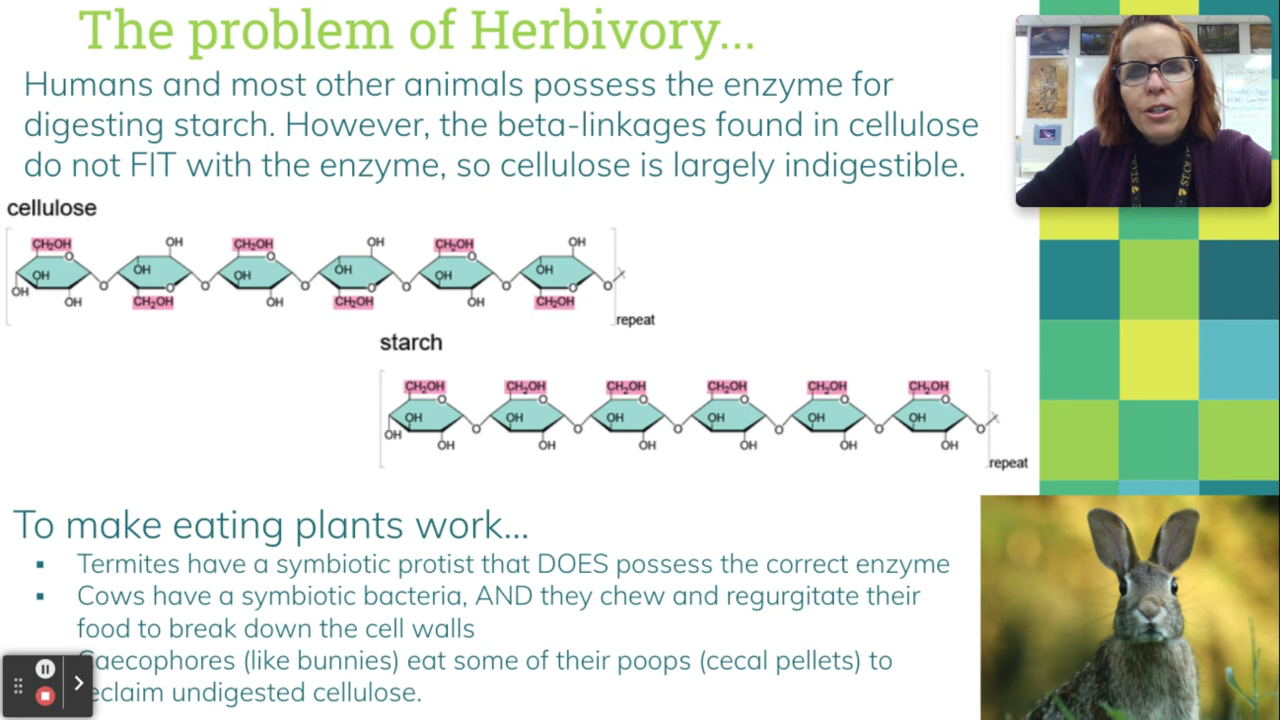 The problem of Herbivory...
Humans and most other animals possess the enzyme for
digesting starch. However, the beta-linkages found in cellulose
do not FIT with the enzyme, so cellulose is largely indigestible.
cellulose
CH₂OH OH CH₂OH OH CH₂OH OH
O O O
OH OH OH OH OH OH
O O O O O O
OH OH CH₂OH OH CH₂OH OH CH₂OH
repeat
starch
CH₂OH CH₂OH CH₂OH CH₂OH CH₂OH CH₂OH
O O O O O O
OH OH OH OH OH OH
OH O O O O O O
OH OH OH OH OH OH
repeat
To make eating plants work...
▪ Termites have a symbiotic protist that DOES possess the correct enzyme
▪ Cows have a symbiotic bacteria, AND they chew and regurgitate their
food to break down the cell walls
aecophores (like bunnies) eat some of their poops (cecal pellets) to
eclaim undigested cellulose.